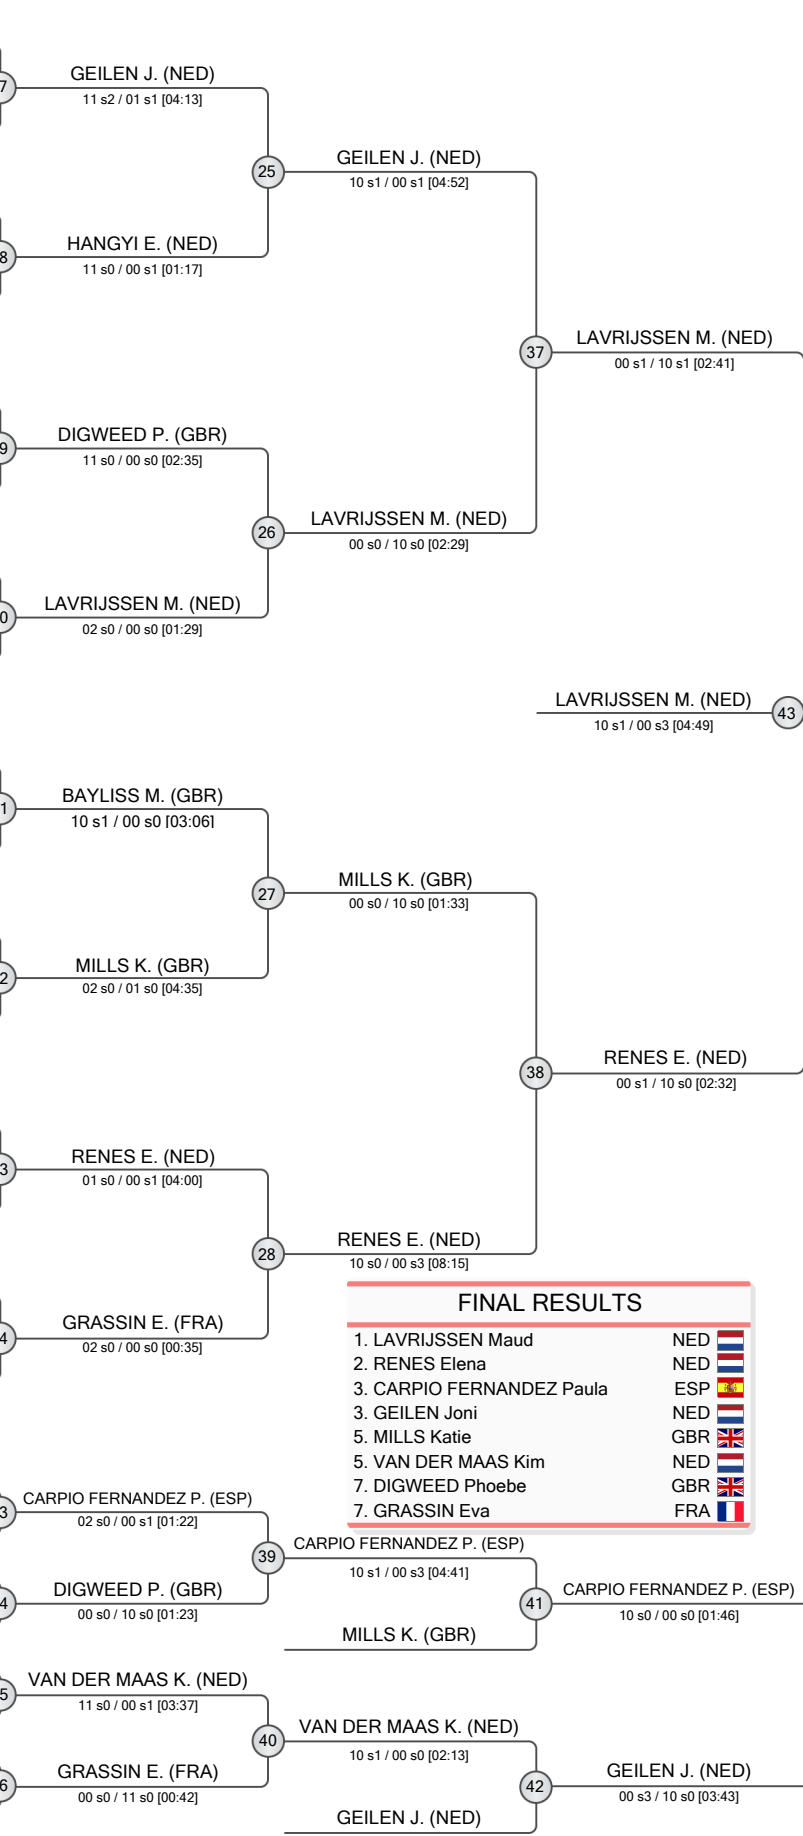 GEILEN J. (NED)
7
11 s2 / 01 s1 [04:13]
GEILEN J. (NED)
25
10 s1 / 00 s1 [04:52]
HANGYI E. (NED)
8
11 s0 / 00 s1 [01:17]
LAVRIJSSEN M. (NED)
37
00 s1 / 10 s1 [02:41]
DIGWEED P. (GBR)
9
11 s0 / 00 s0 [02:35]
LAVRIJSSEN M. (NED)
26
00 s0 / 10 s0 [02:29]
LAVRIJSSEN M. (NED)
0
02 s0 / 00 s0 [01:29]
LAVRIJSSEN M. (NED)
43
10 s1 / 00 s3 [04:49]
BAYLISS M. (GBR)
1
10 s1 / 00 s0 [03:06]
MILLS K. (GBR)
27
00 s0 / 10 s0 [01:33]
MILLS K. (GBR)
2
02 s0 / 01 s0 [04:35]
RENES E. (NED)
38
00 s1 / 10 s0 [02:32]
RENES E. (NED)
3
01 s0 / 00 s1 [04:00]
RENES E. (NED)
28
10 s0 / 00 s3 [08:15]
GRASSIN E. (FRA)
4
02 s0 / 00 s0 [00:35]
FINAL RESULTS
1. LAVRIJSSEN Maud NED
2. RENES Elena NED
3. CARPIO FERNANDEZ Paula ESP
3. GEILEN Joni NED
5. MILLS Katie GBR
5. VAN DER MAAS Kim NED
7. DIGWEED Phoebe GBR
7. GRASSIN Eva FRA
CARPIO FERNANDEZ P. (ESP)
3
02 s0 / 00 s1 [01:22]
CARPIO FERNANDEZ P. (ESP)
39
10 s1 / 00 s3 [04:41]
DIGWEED P. (GBR)
4
00 s0 / 10 s0 [01:23]
CARPIO FERNANDEZ P. (ESP)
41
10 s0 / 00 s0 [01:46]
MILLS K. (GBR)
VAN DER MAAS K. (NED)
5
11 s0 / 00 s1 [03:37]
VAN DER MAAS K. (NED)
40
10 s1 / 00 s0 [02:13]
GRASSIN E. (FRA)
6
00 s0 / 11 s0 [00:42]
GEILEN J. (NED)
42
00 s3 / 10 s0 [03:43]
GEILEN J. (NED)